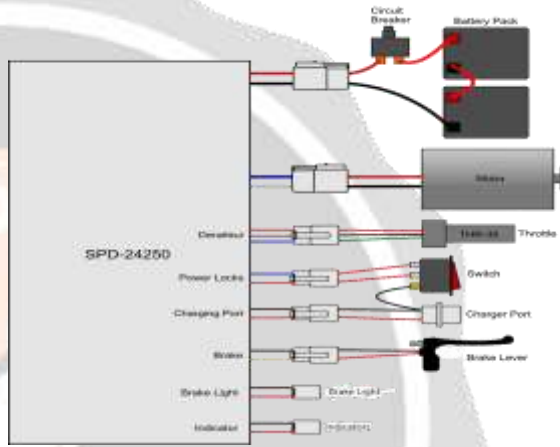 Circuit
Breaker
Battery Pack
Motor
SPD-24250
Throttle
Power Locks
Switch
Charging Port
Charger Port
Brake
Brake Lever
Brake Light
Brake Light
Indicator
Indicators